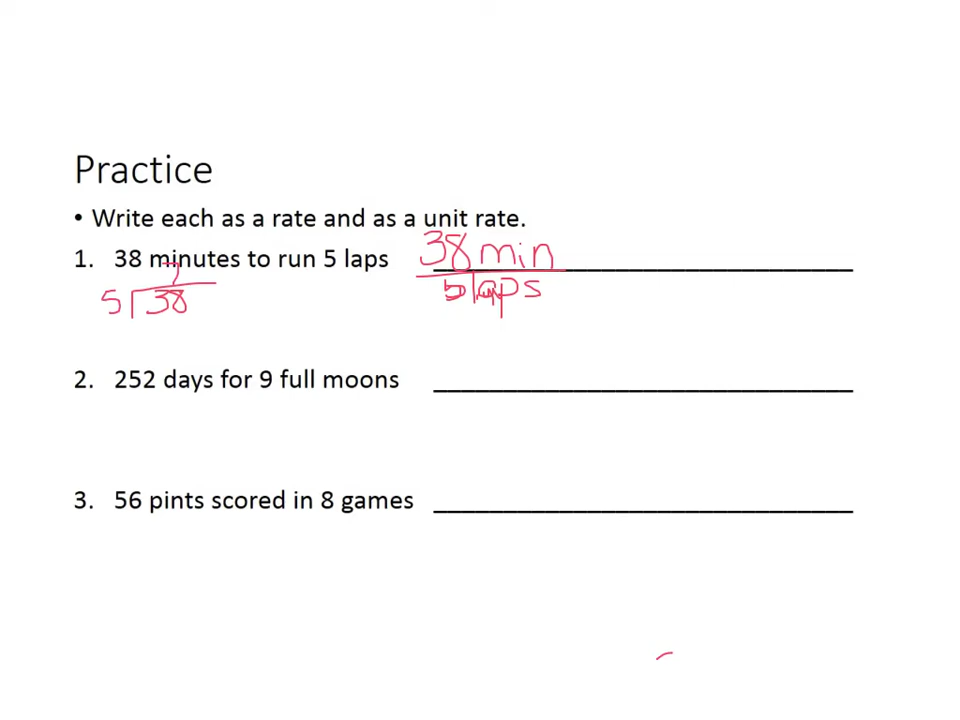 Practice
• Write each as a rate and as a unit rate.
1. 38 minutes to run 5 laps 38 min
7
5 38 5 laps
2. 252 days for 9 full moons
3. 56 pints scored in 8 games